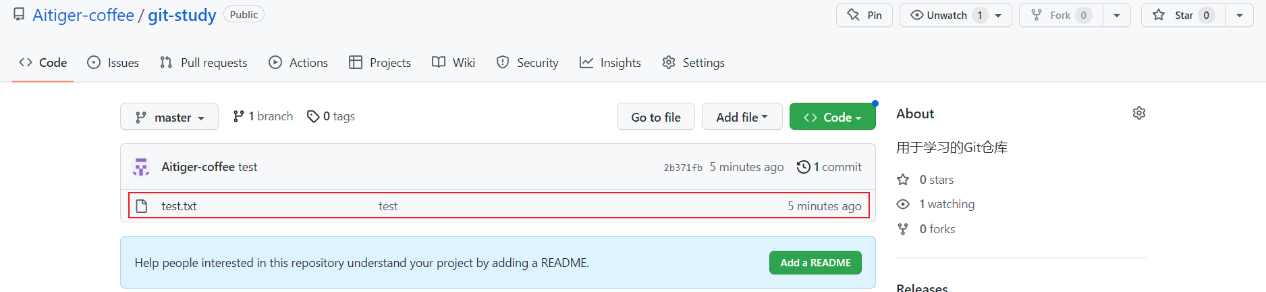 Aitiger-coffee / git-study Public Pin Unwatch 1 Fork 0 Star 0
Code Issues Pull requests Actions Projects Wiki Security Insights Settings
master 1 branch 0 tags Go to file Add file Code
Aitiger-coffee test 2b371fb 5 minutes ago 1 commit
test.txt test 5 minutes ago
Help people interested in this repository understand your project by adding a README. Add a README
About
用于学习的Git仓库
0 stars
1 watching
0 forks
Releases